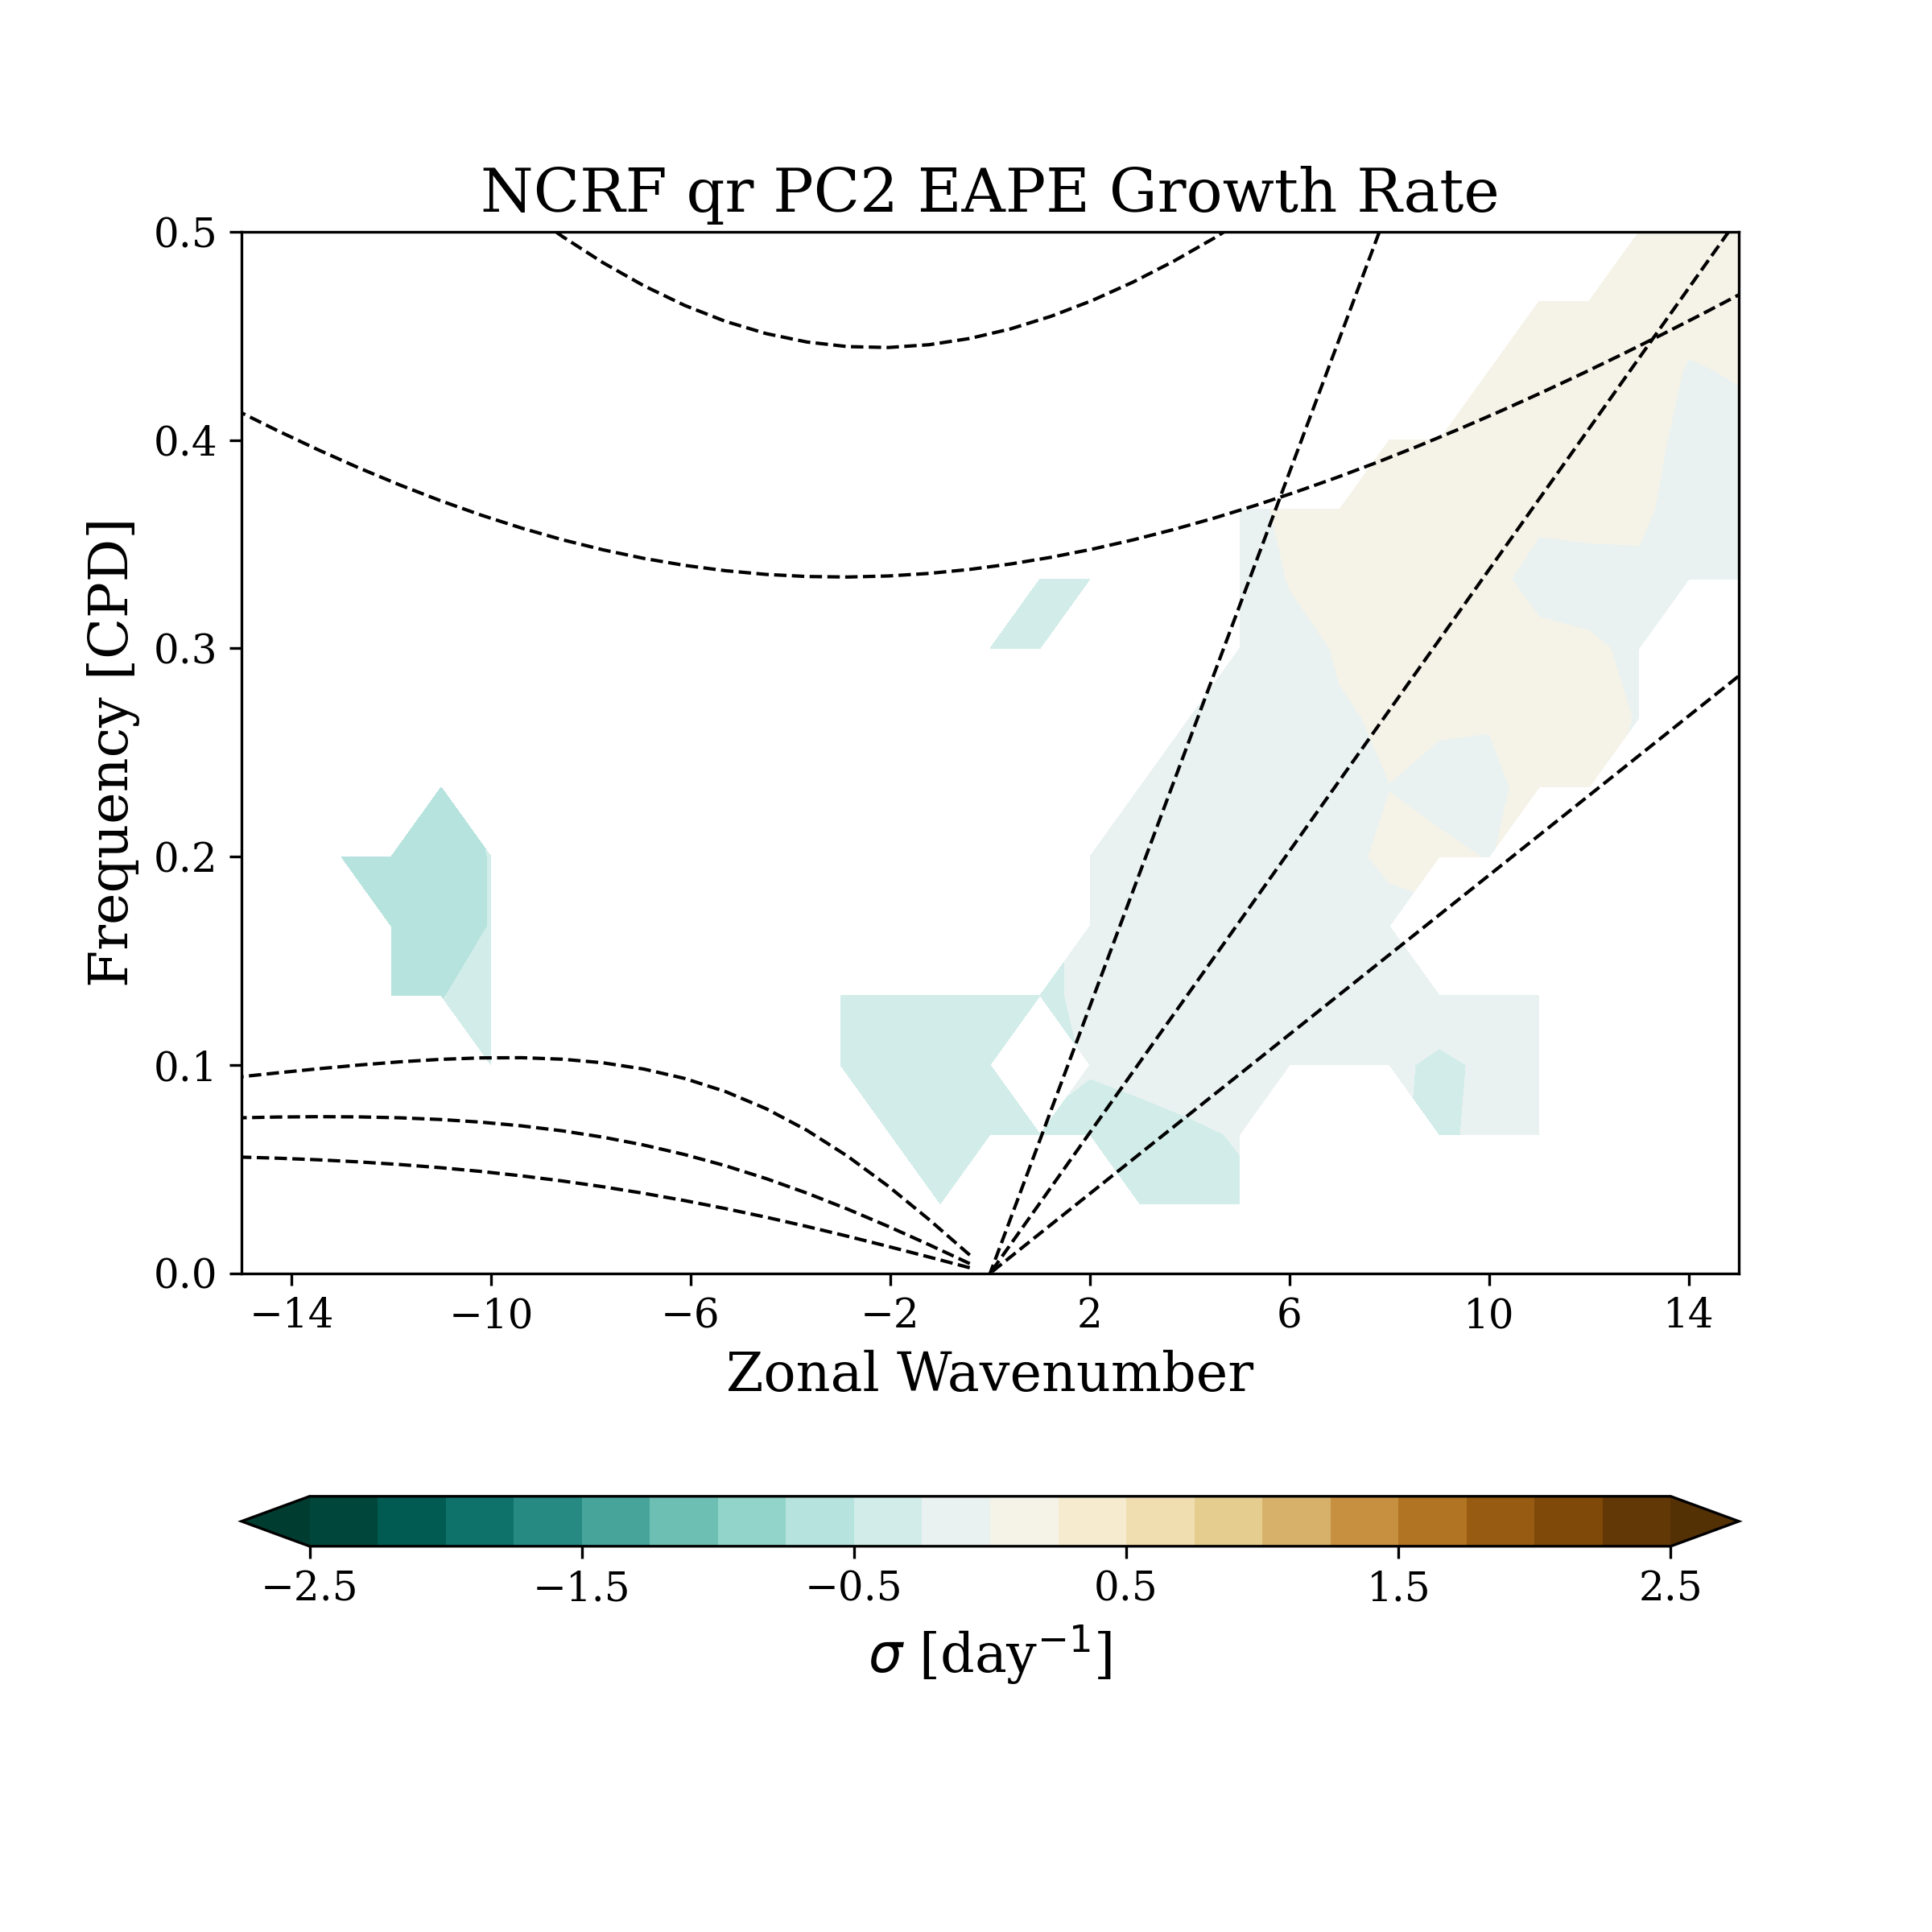 NCRF qr PC2 EAPE Growth Rate
0.5
0.4
0.3
0.2
0.1
0.0
Frequency [CPD]
−14 −10 −6 −2 2 6 10 14
Zonal Wavenumber
−2.5 −1.5 −0.5 0.5 1.5 2.5
σ [day⁻¹]